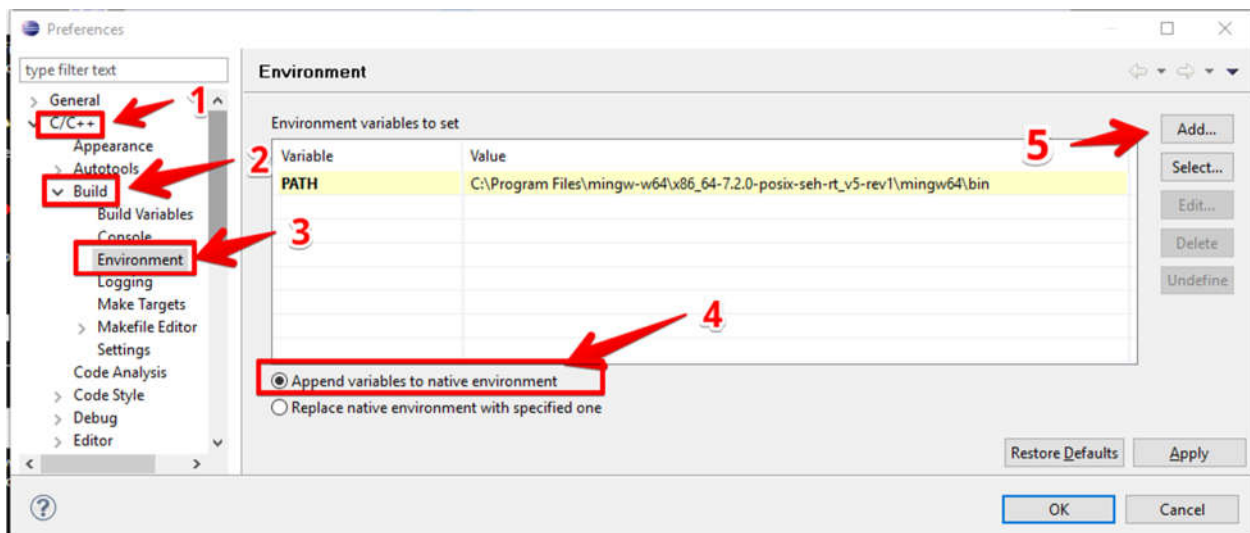 Preferences
type filter text
General
C/C++
Appearance
Autotools
Build
Build Variables
Console
Environment
Logging
Make Targets
Makefile Editor
Settings
Code Analysis
Code Style
Debug
Editor
1
2
3
Environment
Environment variables to set
Variable Value
PATH C:\Program Files\mingw-w64\x86_64-7.2.0-posix-seh-rt_v5-rev1\mingw64\bin
4
Append variables to native environment
Replace native environment with specified one
5
Add...
Select...
Edit...
Delete
Undefine
Restore Defaults Apply
OK Cancel